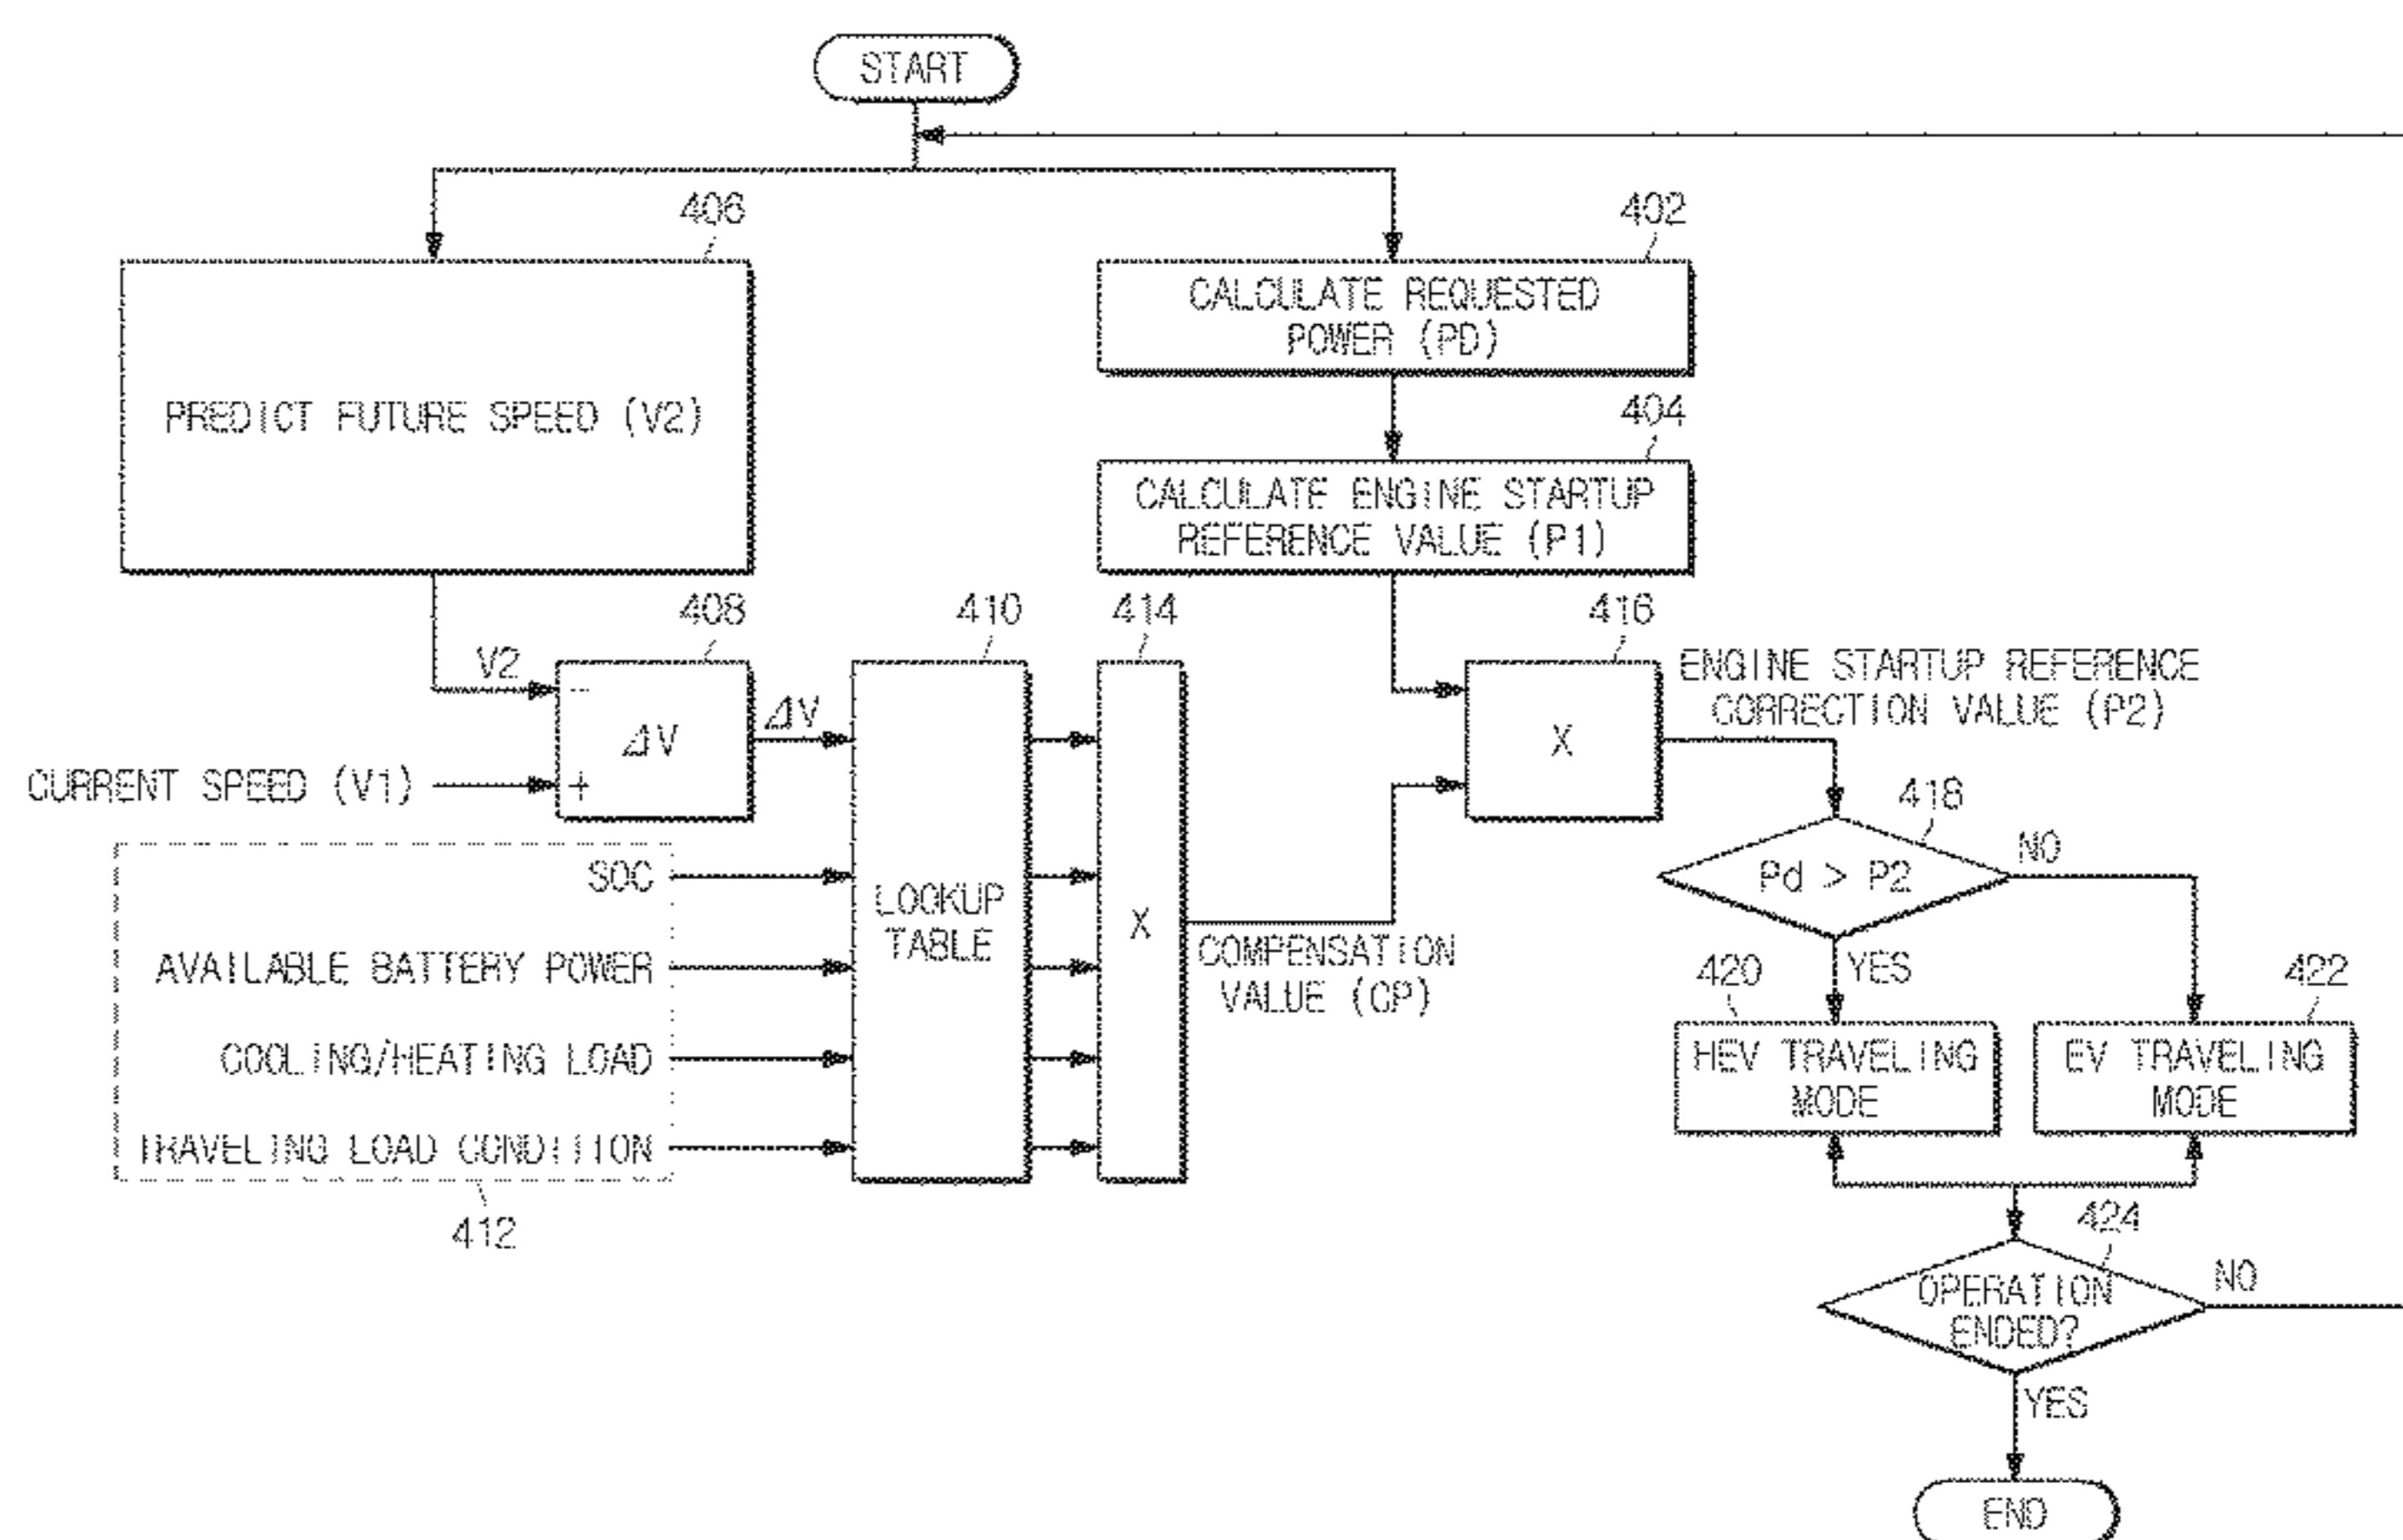 START
406
402
CALCULATE REQUESTED
POWER (PD)
PREDICT FUTURE SPEED (V2)
404
CALCULATE ENGINE STARTUP
REFERENCE VALUE (P1)
408
410
414
416
V2
−
ΔV
ΔV
CURRENT SPEED (V1)
+
X
ENGINE STARTUP REFERENCE
CORRECTION VALUE (P2)
418
SOC
AVAILABLE BATTERY POWER
COOLING/HEATING LOAD
TRAVELING LOAD CONDITION
412
LOOKUP
TABLE
X
COMPENSATION
VALUE (CP)
Pd > P2
NO
YES
420
422
HEV TRAVELING
MODE
EV TRAVELING
MODE
424
OPERATION
ENDED?
NO
YES
END